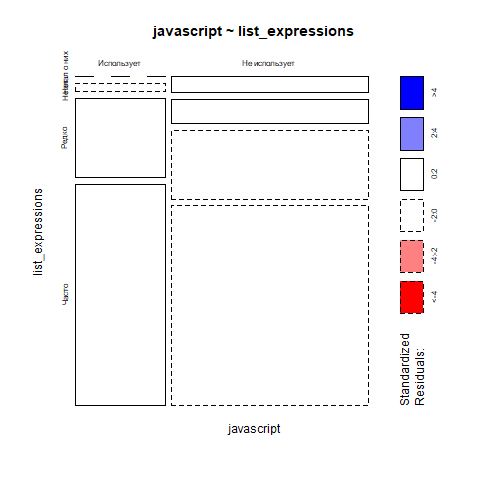 javascript ~ list_expressions
Использует
Не использует
о них
Редко
Часто
list_expressions
javascript
>4
2:4
0:2
-2:0
-4:-2
<-4
Standardized
Residuals: